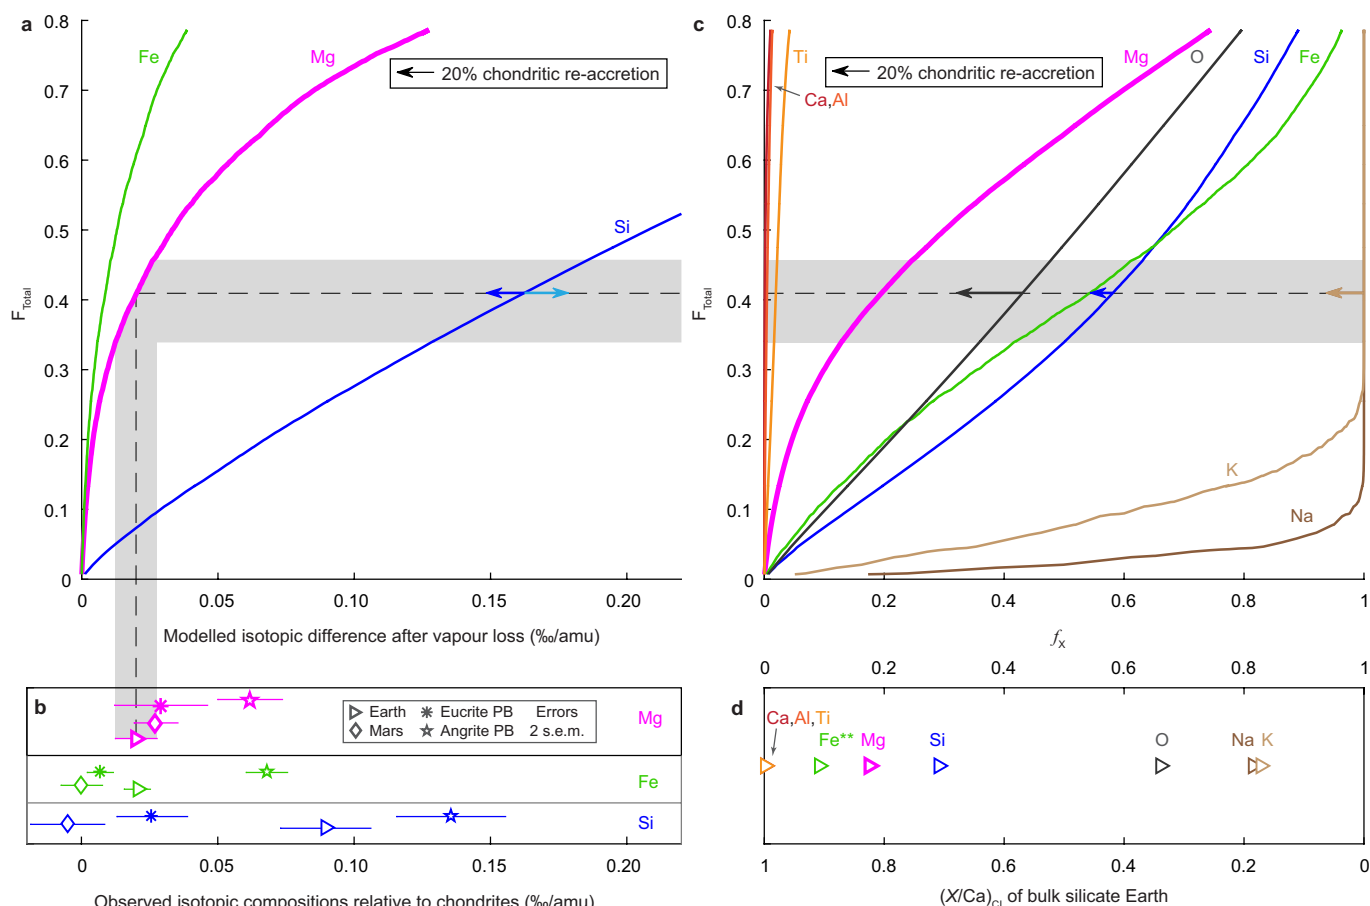 a
0.8
0.7
0.6
0.5
0.4
0.3
0.2
0.1
0
F Total
Fe
Mg
Si
20% chondritic re-accretion
0 0.05 0.10 0.15 0.20
Modelled isotopic difference after vapour loss (‰/amu)
b
Earth Eucrite PB Errors
Mars Angrite PB 2 s.e.m.
Mg
Fe
Si
0 0.05 0.10 0.15 0.20
Observed isotopic compositions relative to chondrites (‰/amu)
c
0.8
0.7
0.6
0.5
0.4
0.3
0.2
0.1
0
F Total
Ti
Mg
O
Si
Fe
20% chondritic re-accretion
Ca,Al
K
Na
0 0.2 0.4 0.6 0.8 1
fx
0 0.2 0.4 0.6 0.8 1
d
Ca,Al,Ti
Fe** Mg Si O Na K
1 0.8 0.6 0.4 0.2 0
(X/Ca)CI of bulk silicate Earth